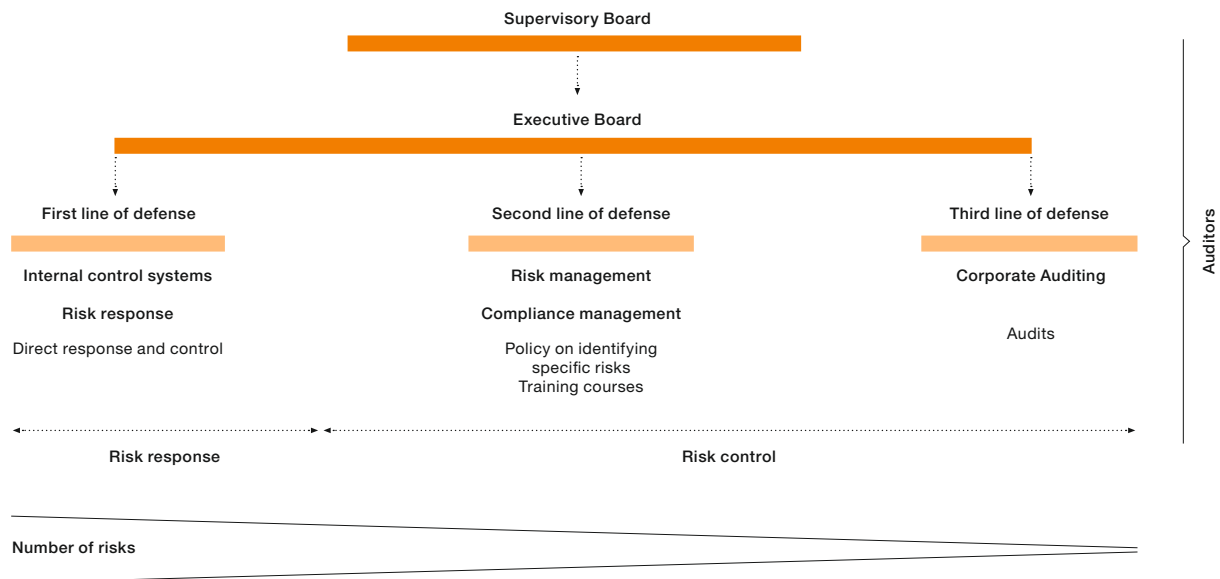 Supervisory Board
Executive Board
First line of defense
Second line of defense
Third line of defense
Internal control systems
Risk management
Corporate Auditing
Risk response
Compliance management
Direct response and control
Policy on identifying
specific risks
Training courses
Audits
Auditors
Risk response
Risk control
Number of risks